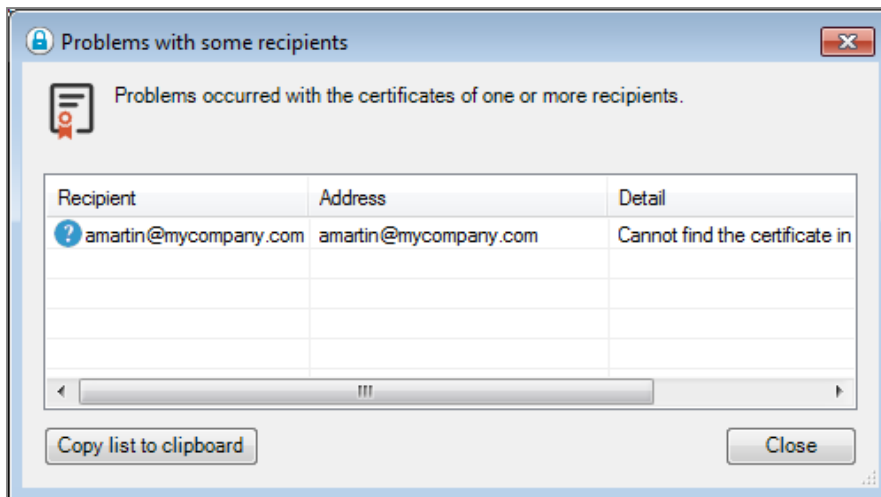 Problems with some recipients
Problems occurred with the certificates of one or more recipients.
Recipient Address Detail
amartin@mycompany.com amartin@mycompany.com Cannot find the certificate in
Copy list to clipboard Close